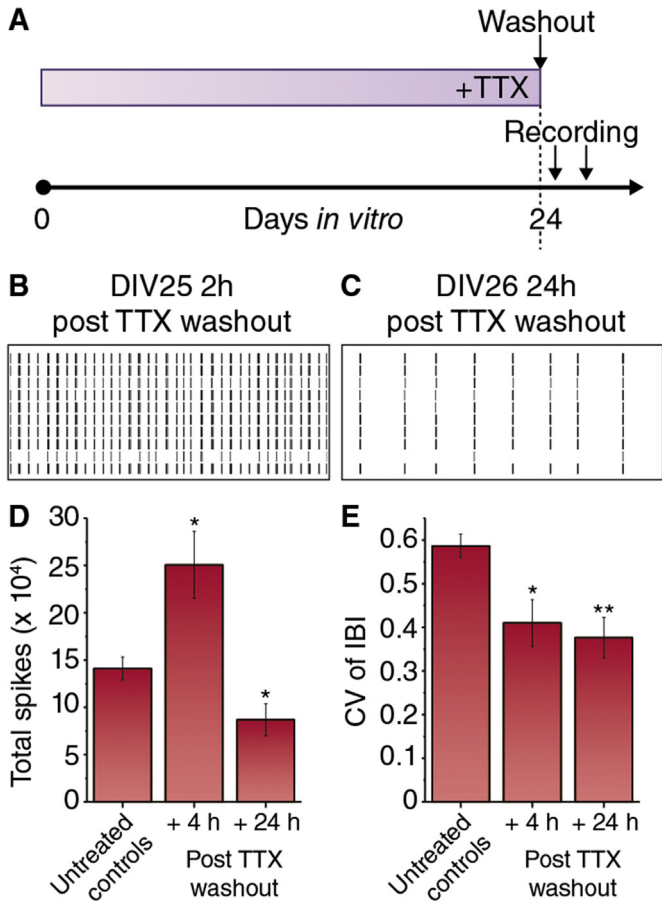 A
Washout
+TTX
Recording
0
Days in vitro
24
B
DIV25 2h
post TTX washout
C
DIV26 24h
post TTX washout
D
Total spikes (x 10⁴)
30
25
20
15
10
5
0
*
*
Untreated
controls
+ 4 h
+ 24 h
Post TTX
washout
E
CV of IBI
0.6
0.5
0.4
0.3
0.2
0.1
0
*
**
Untreated
controls
+ 4 h
+ 24 h
Post TTX
washout